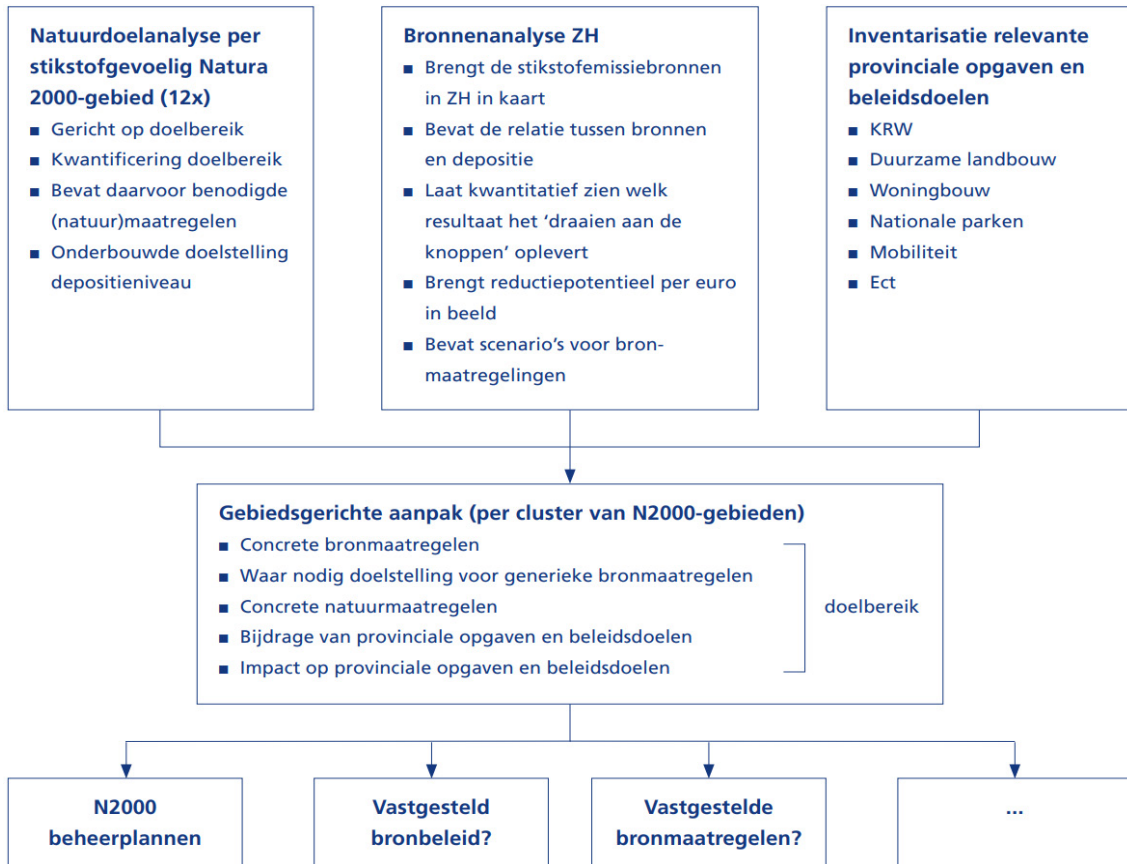 Natuurdoelanalyse per
stikstofgevoelig Natura
2000-gebied (12x)
■ Gericht op doelbereik
■ Kwantificering doelbereik
■ Bevat daarvoor benodigde
(natuur)maatregelen
■ Onderbouwde doelstelling
depositieniveau
Bronnenanalyse ZH
■ Brengt de stikstofemissiebronnen
in ZH in kaart
■ Bevat de relatie tussen bronnen
en depositie
■ Laat kwantitatief zien welk
resultaat het ‘draaien aan de
knoppen’ oplevert
■ Brengt reductiepotentieel per euro
in beeld
■ Bevat scenario’s voor bron-
maatregelingen
Inventarisatie relevante
provinciale opgaven en
beleidsdoelen
■ KRW
■ Duurzame landbouw
■ Woningbouw
■ Nationale parken
■ Mobiliteit
■ Ect
Gebiedsgerichte aanpak (per cluster van N2000-gebieden)
■ Concrete bronmaatregelen
■ Waar nodig doelstelling voor generieke bronmaatregelen
■ Concrete natuurmaatregelen
■ Bijdrage van provinciale opgaven en beleidsdoelen
■ Impact op provinciale opgaven en beleidsdoelen
doelbereik
N2000
beheerplannen
Vastgesteld
bronbeleid?
Vastgestelde
bronmaatregelen?
...